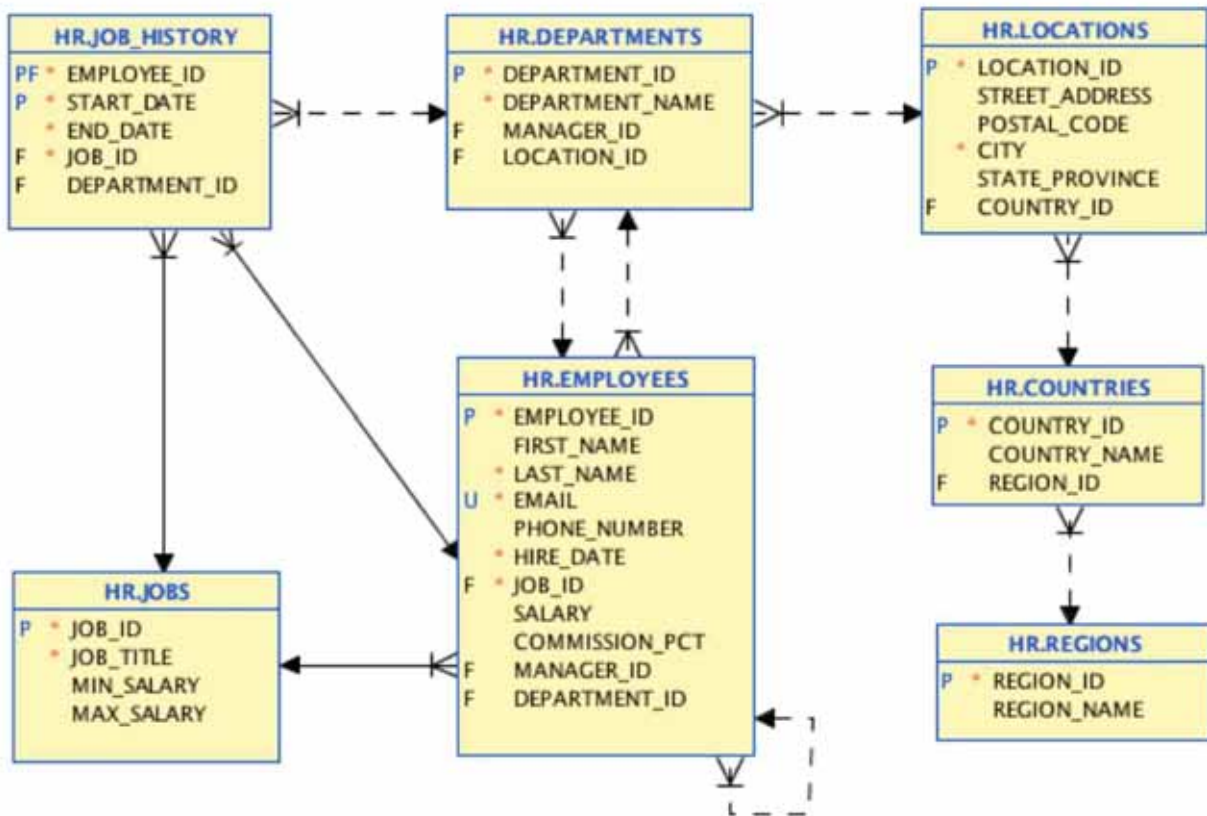 HR.JOB_HISTORY
PF * EMPLOYEE_ID
P * START_DATE
* END_DATE
F * JOB_ID
F DEPARTMENT_ID
HR.DEPARTMENTS
P * DEPARTMENT_ID
* DEPARTMENT_NAME
F MANAGER_ID
F LOCATION_ID
HR.LOCATIONS
P * LOCATION_ID
STREET_ADDRESS
POSTAL_CODE
* CITY
STATE_PROVINCE
F COUNTRY_ID
HR.EMPLOYEES
P * EMPLOYEE_ID
FIRST_NAME
* LAST_NAME
U * EMAIL
PHONE_NUMBER
* HIRE_DATE
F * JOB_ID
SALARY
COMMISSION_PCT
F MANAGER_ID
F DEPARTMENT_ID
HR.COUNTRIES
P * COUNTRY_ID
COUNTRY_NAME
F REGION_ID
HR.JOBS
P * JOB_ID
* JOB_TITLE
MIN_SALARY
MAX_SALARY
HR.REGIONS
P * REGION_ID
REGION_NAME